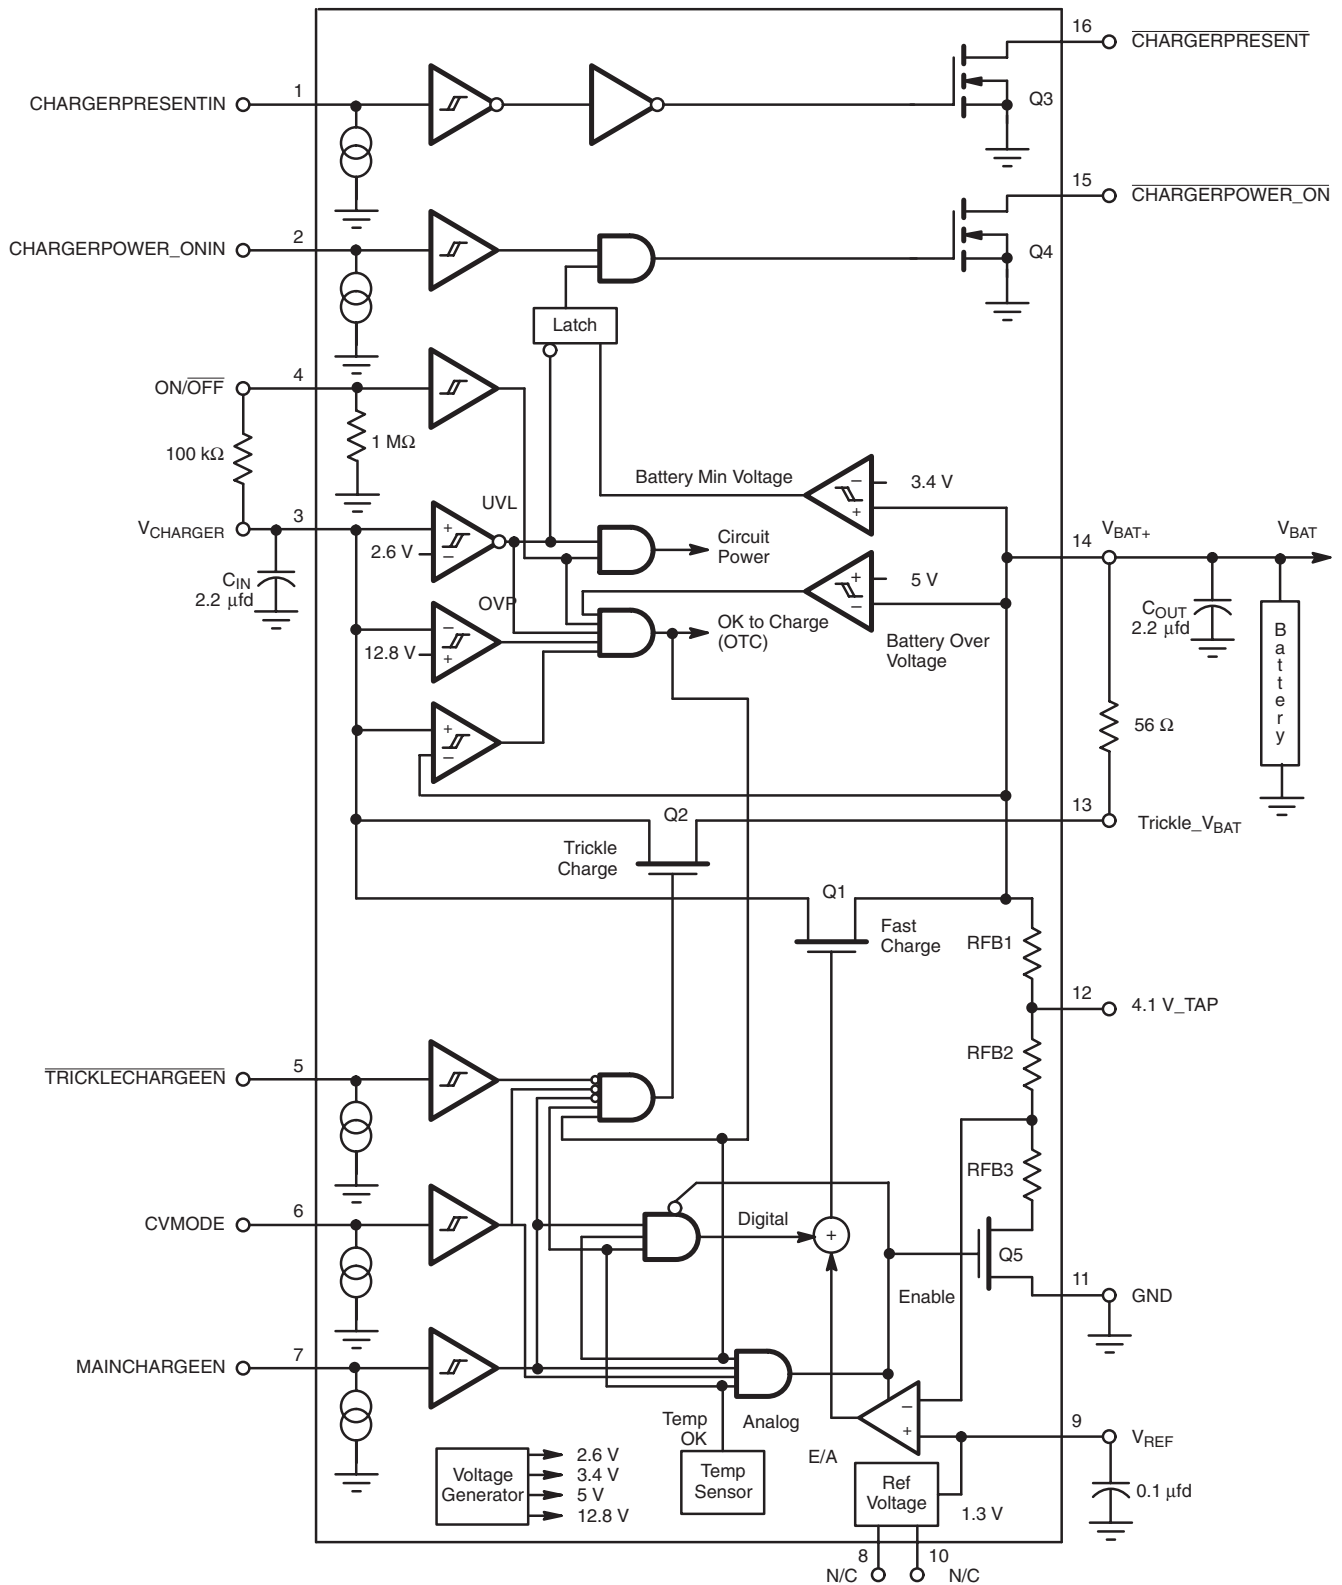 16
CHARGERPRESENT
CHARGERPRESENTIN
1
Q3
15
CHARGERPOWER_ON
CHARGERPOWER_ONIN
2
Q4
Latch
ON/OFF
4
1 MΩ
100 kΩ
Battery Min Voltage
3.4 V
–
+
UVL
VCHARGER
3
+
–
2.6 V
Circuit
Power
14
VBAT+
VBAT
CIN
2.2 μfd
5 V
+
–
OVP
COUT
2.2 μfd
OK to Charge
(OTC)
Battery Over
Voltage
–
+
12.8 V
Battery
+
–
56 Ω
Q2
13
Trickle_VBAT
Trickle
Charge
Q1
Fast
Charge
RFB1
12
4.1 V_TAP
RFB2
TRICKLECHARGEEN
5
RFB3
CVMODE
6
Digital
+
Q5
11
GND
Enable
MAINCHARGEEN
7
–
+
Temp
OK
Analog
9
VREF
E/A
Voltage
Generator
2.6 V
3.4 V
5 V
12.8 V
Temp
Sensor
Ref
Voltage
1.3 V
0.1 μfd
8
10
N/C
N/C